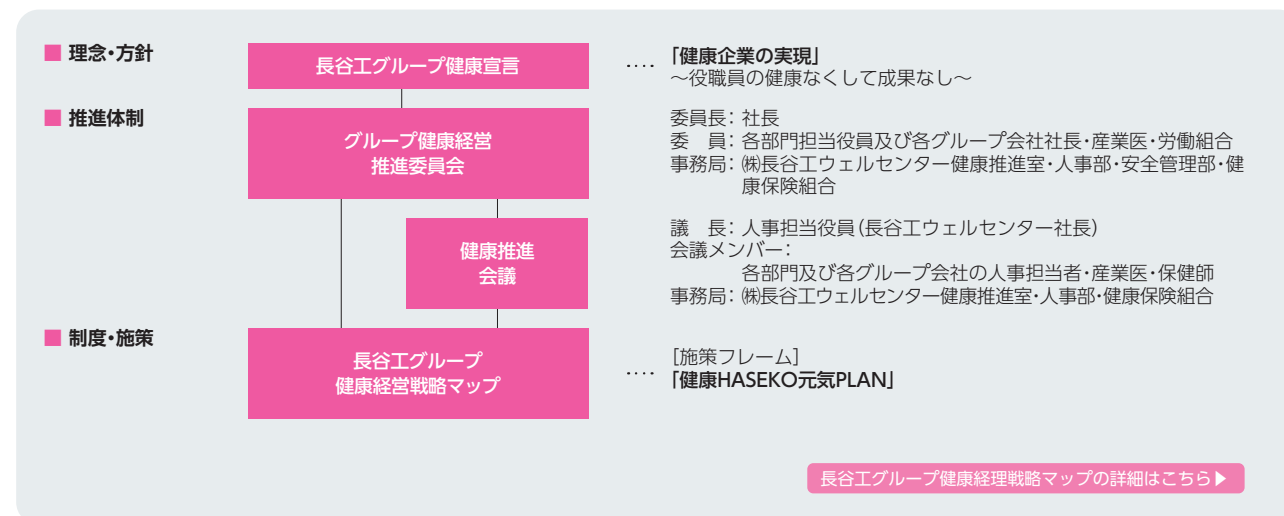 ■ 理念・方針
長谷工グループ健康宣言
‥‥ 「健康企業の実現」
～役職員の健康なくして成果なし～
■ 推進体制
グループ健康経営
推進委員会
委員長：社長
委　員：各部門担当役員及び各グループ会社社長・産業医・労働組合
事務局：㈱長谷工ウェルセンター健康推進室・人事部・安全管理部・健
康保険組合
健康推進
会議
議　長：人事担当役員（長谷工ウェルセンター社長）
会議メンバー：
各部門及び各グループ会社の人事担当者・産業医・保健師
事務局：㈱長谷工ウェルセンター健康推進室・人事部・健康保険組合
■ 制度・施策
長谷工グループ
健康経営戦略マップ
‥‥ ［施策フレーム］
「健康HASEKO元気PLAN」
長谷工グループ健康経理戦略マップの詳細はこちら▶